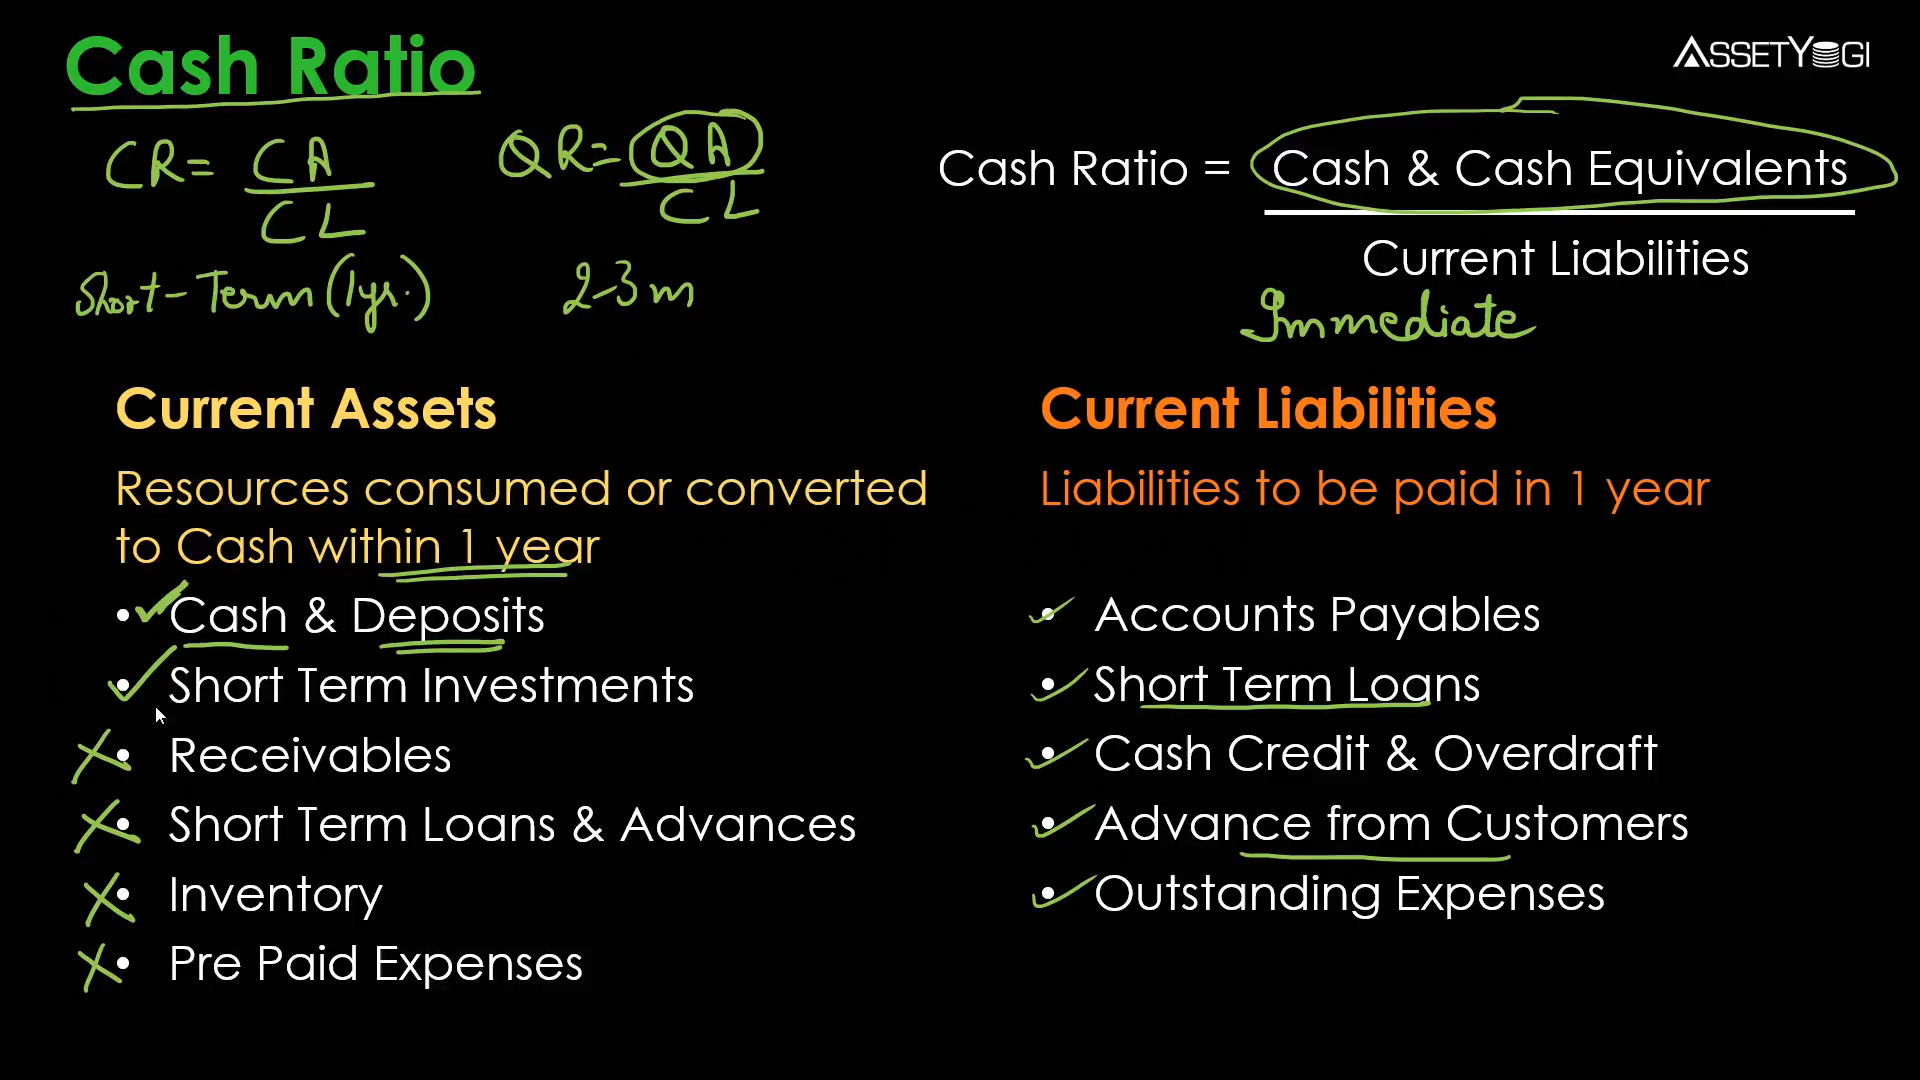 Cash Ratio
ASSETYOGI
CR = CA
CL
QR = QA
CL
Cash Ratio = Cash & Cash Equivalents
Current Liabilities
Short-Term (1yr.)
2-3 m
Immediate
Current Assets
Resources consumed or converted
to Cash within 1 year
• Cash & Deposits
• Short Term Investments
• Receivables
• Short Term Loans & Advances
• Inventory
• Pre Paid Expenses
Current Liabilities
Liabilities to be paid in 1 year
• Accounts Payables
• Short Term Loans
• Cash Credit & Overdraft
• Advance from Customers
• Outstanding Expenses